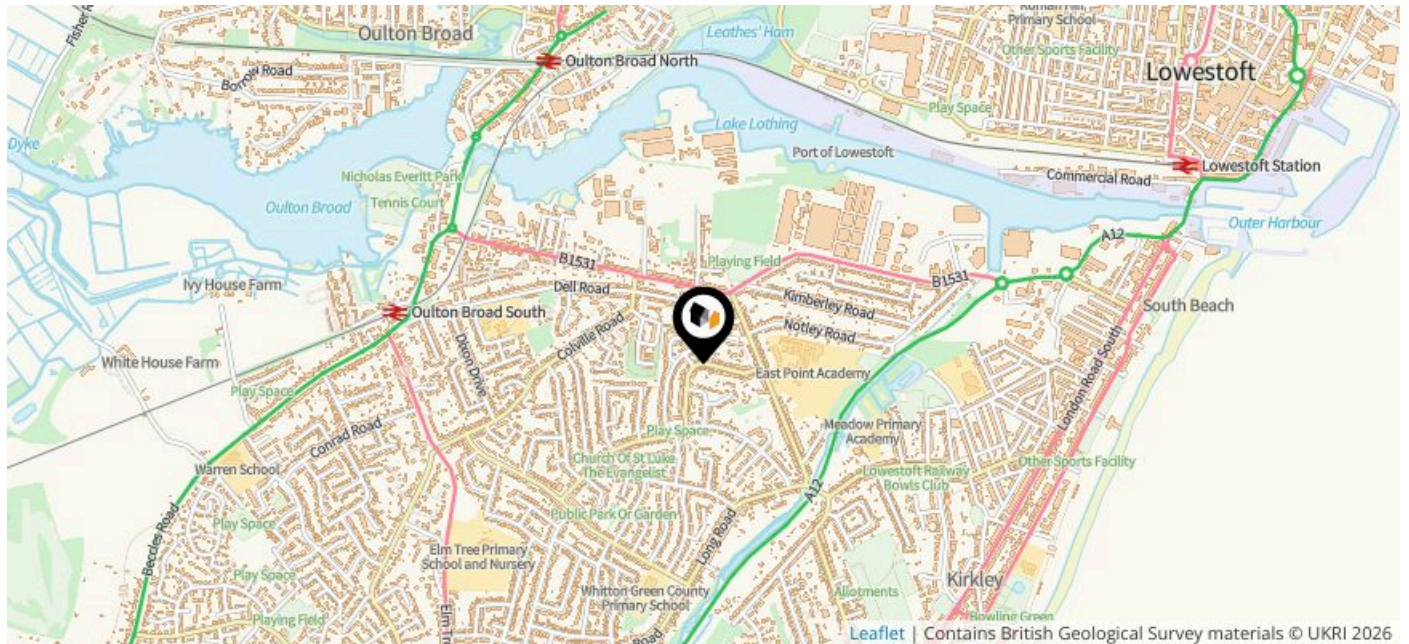 Oulton Broad
Borrow Road
Oulton Broad North
Leathes' Ham
Primary School
Other Sports Facility
Lowestoft
Play Space
Dyke
Lake Lothing
Port of Lowestoft
Lowestoft Station
Commercial Road
Nicholas Everitt Park
Tennis Court
Oulton Broad
Outer Harbour
A12
B1531
Playing Field
B1531
Ivy House Farm
Dell Road
Kimberley Road
South Beach
Oulton Broad South
Colville Road
Notley Road
White House Farm
Dixon Drive
East Point Academy
London Road South
Play Space
Conrad Road
Play Space
Meadow Primary
Academy
Warren School
Church Of St Luke
The Evangelist
Lowestoft Railway
Bowls Club
Other Sports Facility
A12
Play Space
Public Park Or Garden
Long Road
Beccles Road
Elm Tree Primary
School and Nursery
Play Space
Whitton Green County
Primary School
Allotments
Kirkley
Playing Field
Bowling Green
Leaflet | Contains British Geological Survey materials © UKRI 2026